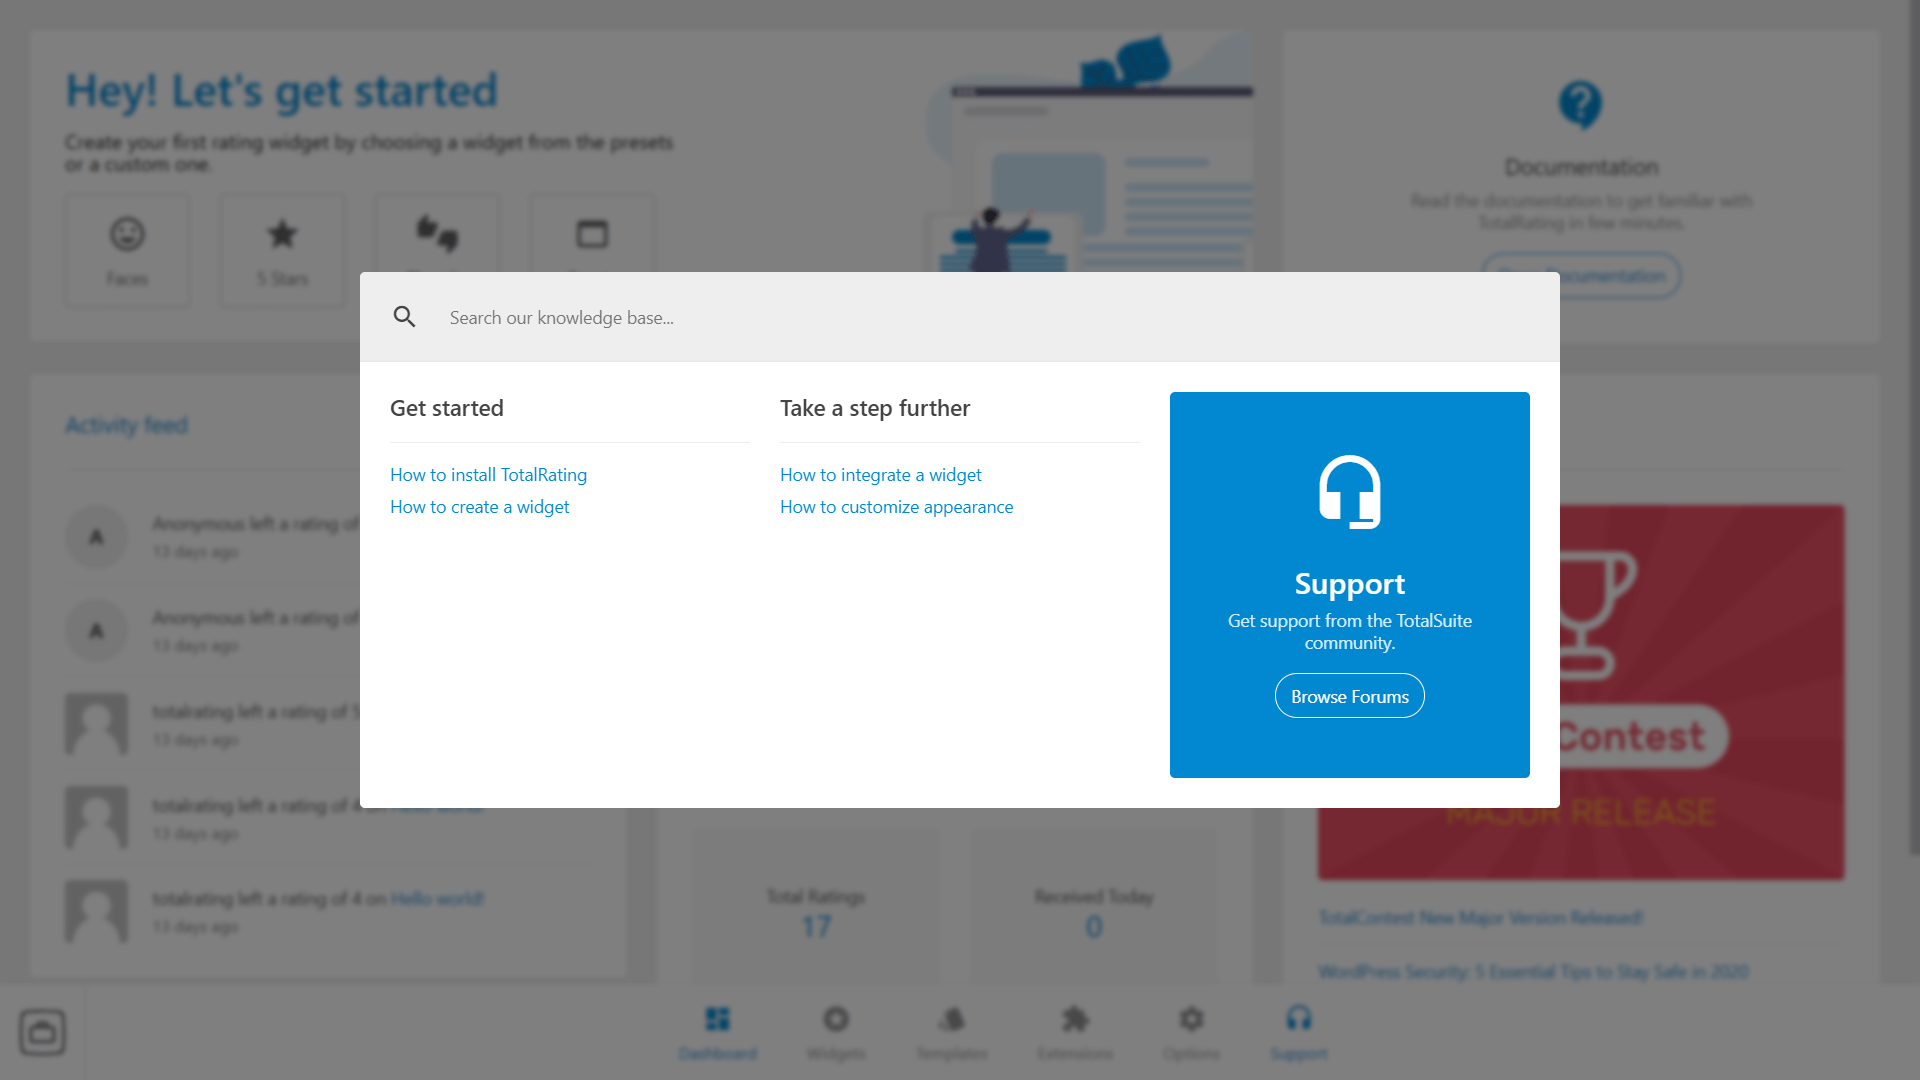 Hey! Let's get started
Create your first rating widget by choosing a widget from the presets
or a custom one.
Faces
5 Stars
Documentation
Read the documentation to get familiar with
TotalRating in few minutes.
Documentation
Search our knowledge base...
Get started
How to install TotalRating
How to create a widget
Take a step further
How to integrate a widget
How to customize appearance
Support
Get support from the TotalSuite
community.
Browse Forums
Activity feed
A
Anonymous left a rating of
13 days ago
A
Anonymous left a rating of
13 days ago
totalrating left a rating of 5
13 days ago
totalrating left a rating of 4 on Hello world!
13 days ago
totalrating left a rating of 4 on Hello world!
13 days ago
Total Ratings
17
Received Today
0
Contest
MAJOR RELEASE
TotalContest New Major Version Released!
WordPress Security: 5 Essential Tips to Stay Safe in 2020
Dashboard
Widgets
Templates
Extensions
Options
Support